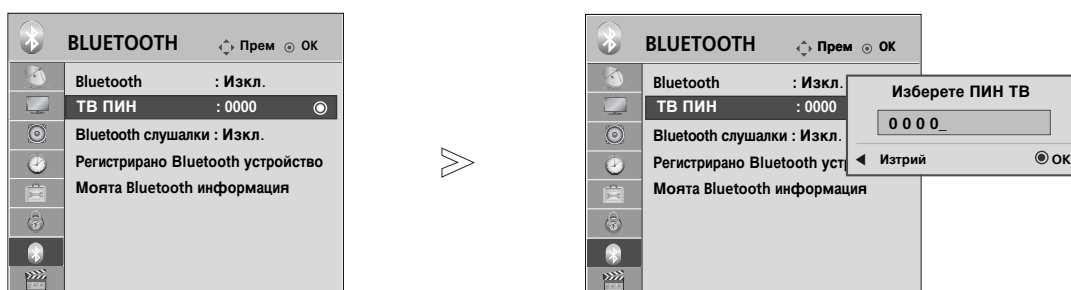 BLUETOOTH Прем OK
Bluetooth : Изкл.
ТВ ПИН : 0000
Bluetooth слушалки : Изкл.
Регистрирано Bluetooth устройство
Моята Bluetooth информация
BLUETOOTH Прем OK
Bluetooth : Изкл.
ТВ ПИН : 0000
Bluetooth слушалки : Изкл.
Регистрирано Bluetooth уст
Моята Bluetooth информация
Изберете ПИН ТВ
0 0 0 0_
Изтрий OK